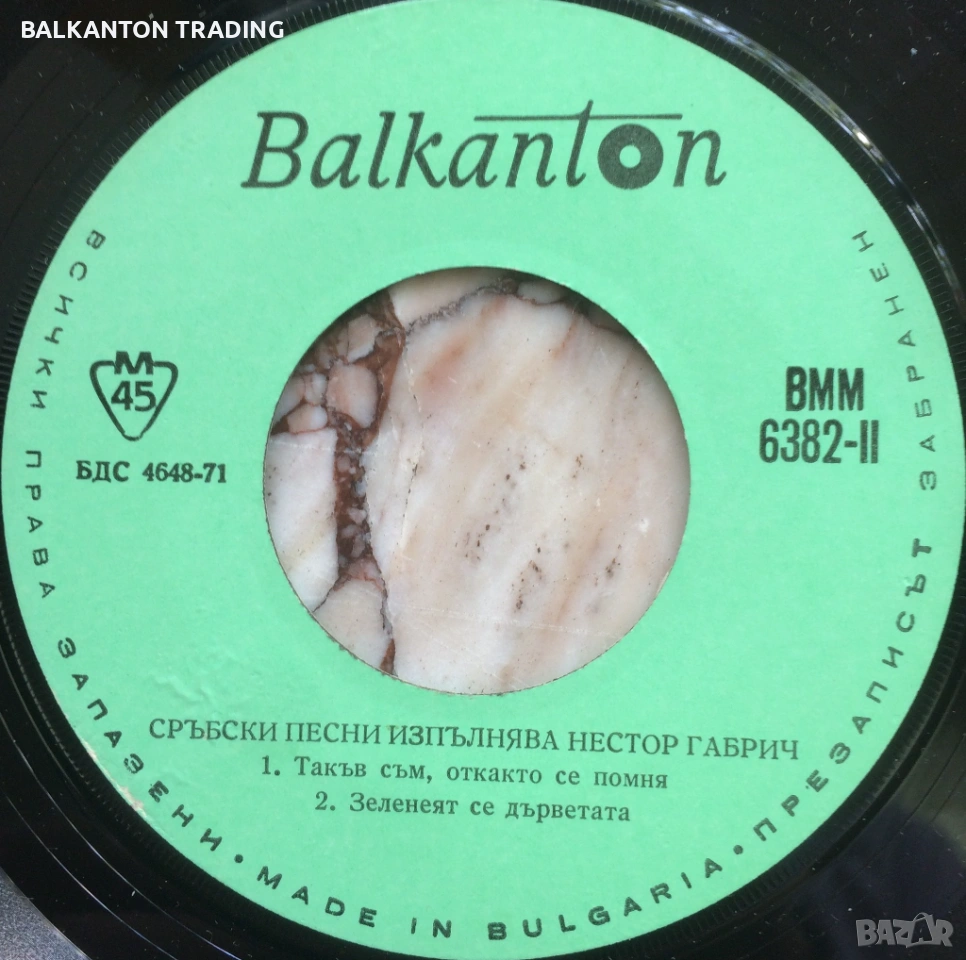 BALKANTON TRADING
Balkanton
М
45
БДС 4648-71
ВММ
6382-II
СРЪБСКИ ПЕСНИ ИЗПЪЛНЯВА НЕСТОР ГАБРИЧ
1. Такъв съм, откакто се помня
2. Зеленеят се дърветата
ВСИЧКИ ПРАВА ЗАПАЗЕНИ • MADE IN BULGARIA • ПРЕЗАПИСЪТ ЗАБРАНЕН
BAZAR